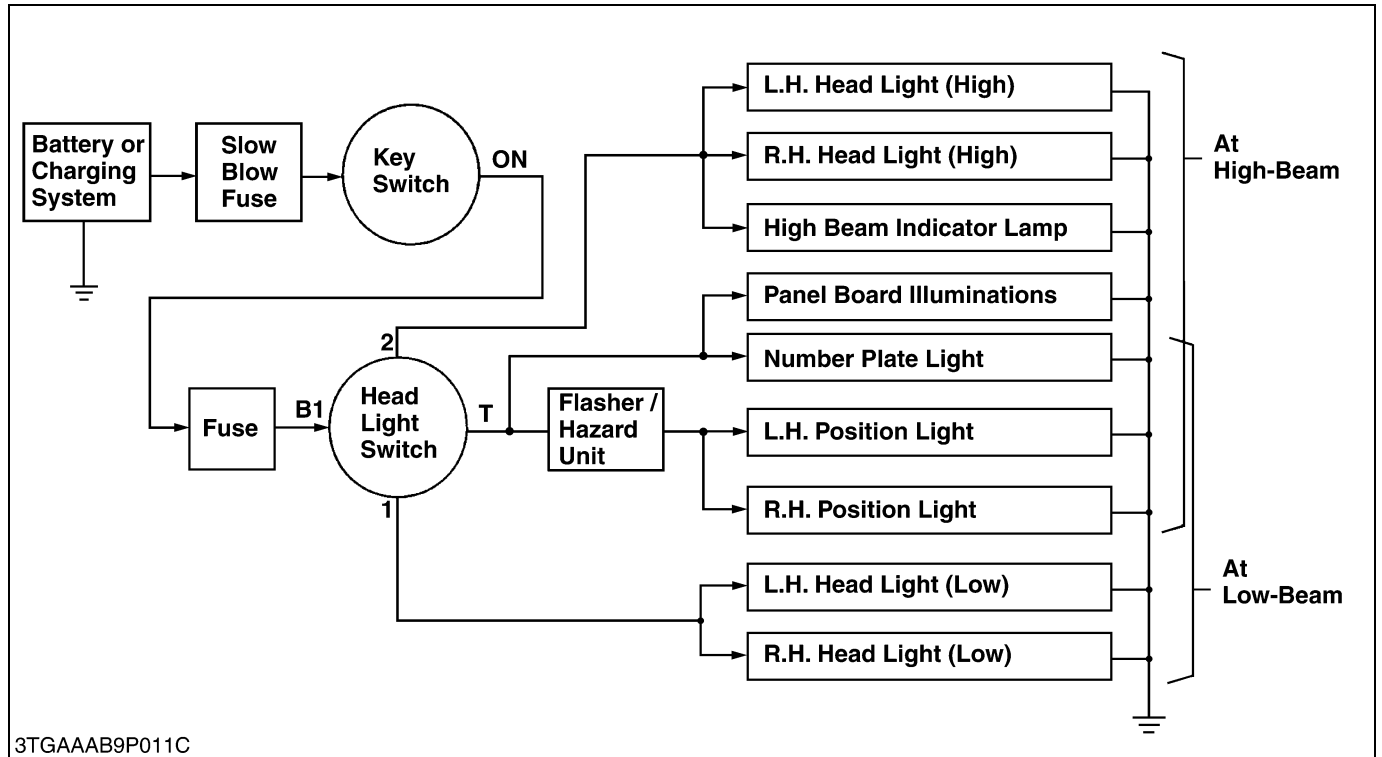 Battery or
Charging
System
Slow
Blow
Fuse
Key
Switch
ON
L.H. Head Light (High)
R.H. Head Light (High)
High Beam Indicator Lamp
At
High-Beam
Panel Board Illuminations
Number Plate Light
2
Fuse
B1
Head
Light
Switch
T
1
Flasher /
Hazard
Unit
L.H. Position Light
R.H. Position Light
L.H. Head Light (Low)
R.H. Head Light (Low)
At
Low-Beam
3TGAAAB9P011C